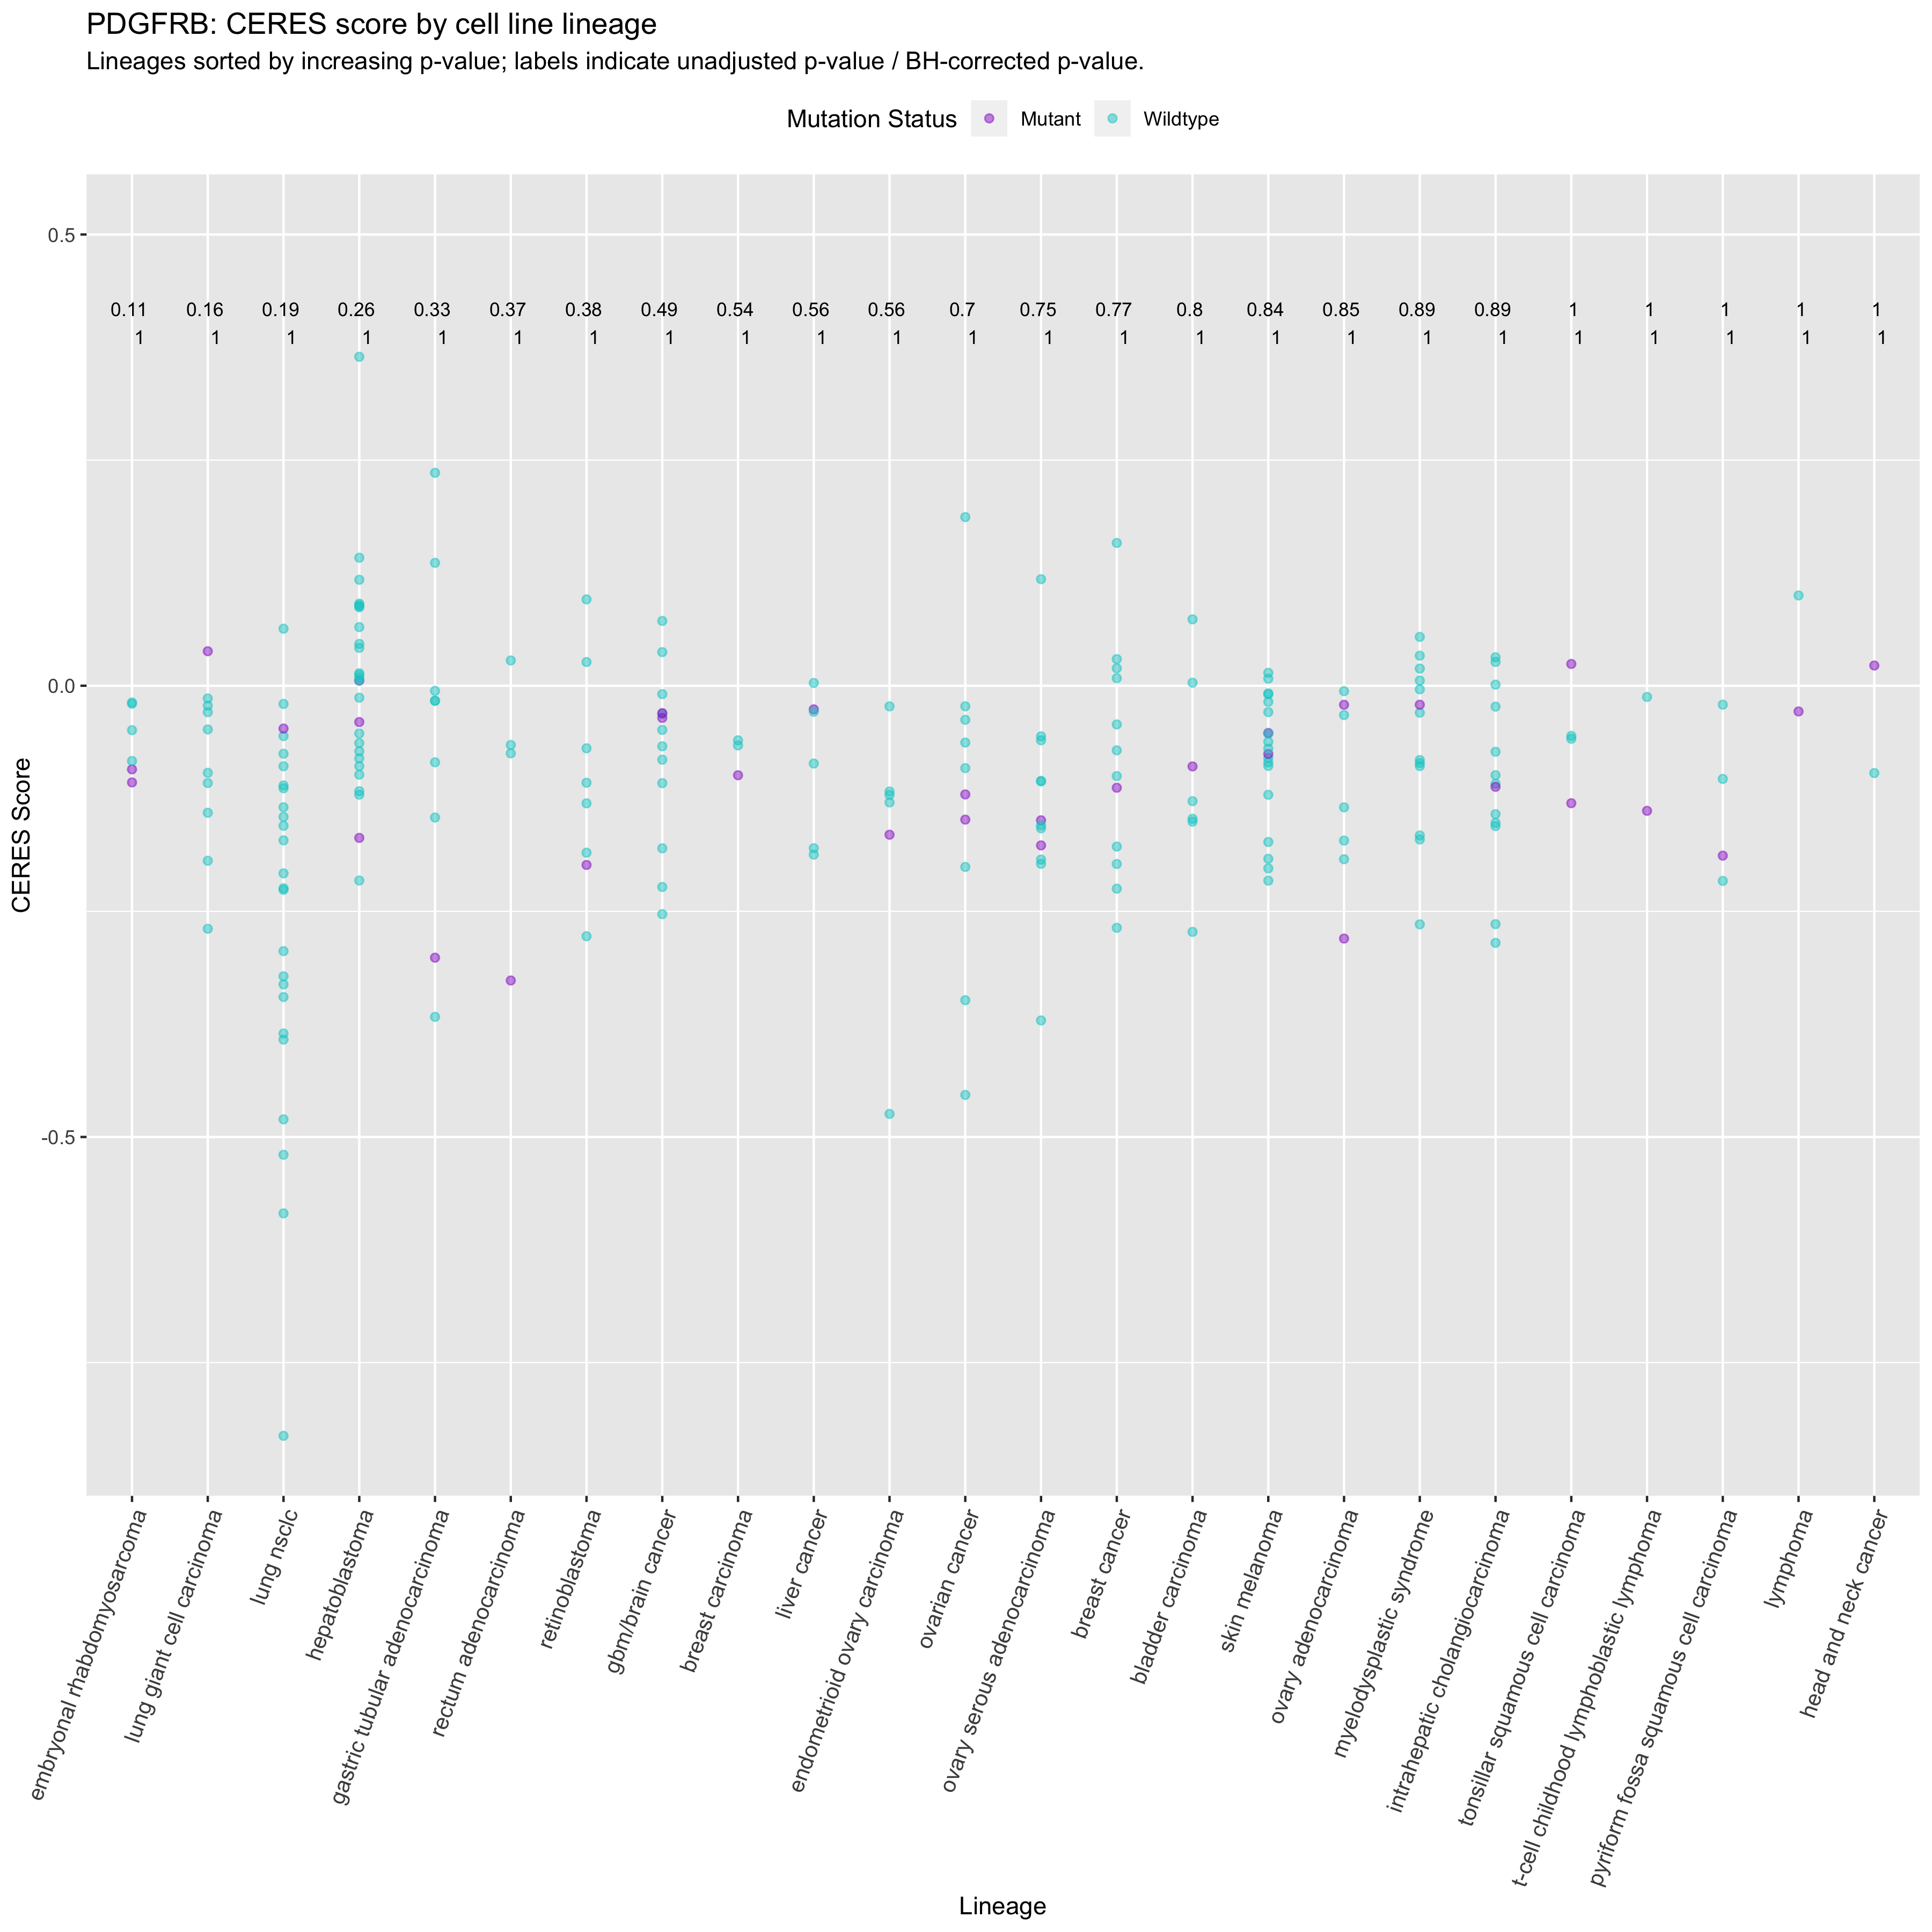 PDGFRB: CERES score by cell line lineage
Lineages sorted by increasing p-value; labels indicate unadjusted p-value / BH-corrected p-value.
Mutation Status Mutant Wildtype
0.5
0.11 0.16 0.19 0.26 0.33 0.37 0.38 0.49 0.54 0.56 0.56 0.7 0.75 0.77 0.8 0.84 0.85 0.89 0.89 1 1 1 1 1
1 1 1 1 1 1 1 1 1 1 1 1 1 1 1 1 1 1 1 1 1 1 1 1
0.0
-0.5
CERES Score
embryonal rhabdomyosarcoma
lung giant cell carcinoma
lung nsclc
hepatoblastoma
gastric tubular adenocarcinoma
rectum adenocarcinoma
retinoblastoma
gbm/brain cancer
breast carcinoma
liver cancer
endometrioid ovary carcinoma
ovarian cancer
ovary serous adenocarcinoma
breast cancer
bladder carcinoma
skin melanoma
ovary adenocarcinoma
myelodysplastic syndrome
intrahepatic cholangiocarcinoma
tonsillar squamous cell carcinoma
t-cell childhood lymphoblastic lymphoma
pyriform fossa squamous cell carcinoma
lymphoma
head and neck cancer
Lineage